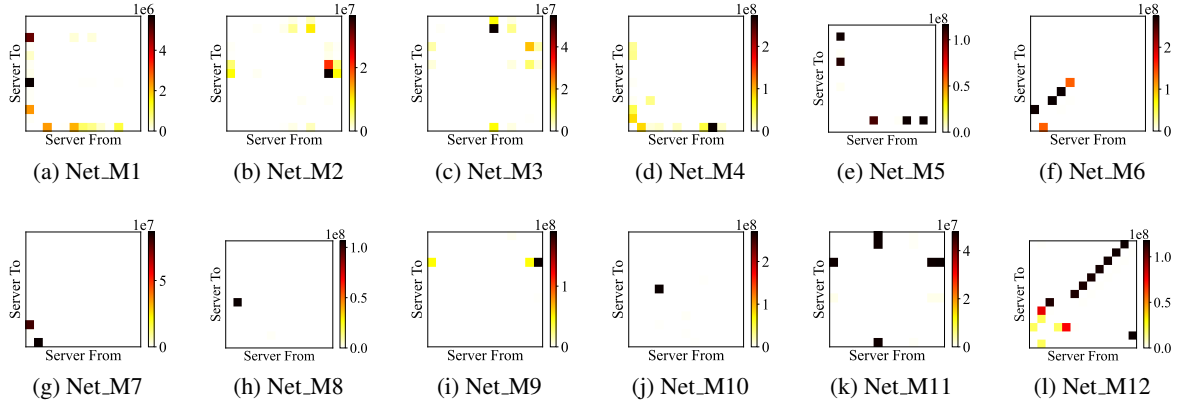 1e6
Server To
4
2
0
Server From
(a) Net_M1
1e7
Server To
2
0
Server From
(b) Net_M2
1e7
Server To
4
2
0
Server From
(c) Net_M3
1e8
Server To
2
1
0
Server From
(d) Net_M4
1e8
Server To
1.0
0.5
0.0
Server From
(e) Net_M5
1e8
Server To
2
1
0
Server From
(f) Net_M6
1e7
Server To
5
0
Server From
(g) Net_M7
1e8
Server To
1.0
0.5
0.0
Server From
(h) Net_M8
1e8
Server To
1
0
Server From
(i) Net_M9
1e8
Server To
2
1
0
Server From
(j) Net_M10
1e7
Server To
4
2
0
Server From
(k) Net_M11
1e8
Server To
1.0
0.5
0.0
Server From
(l) Net_M12